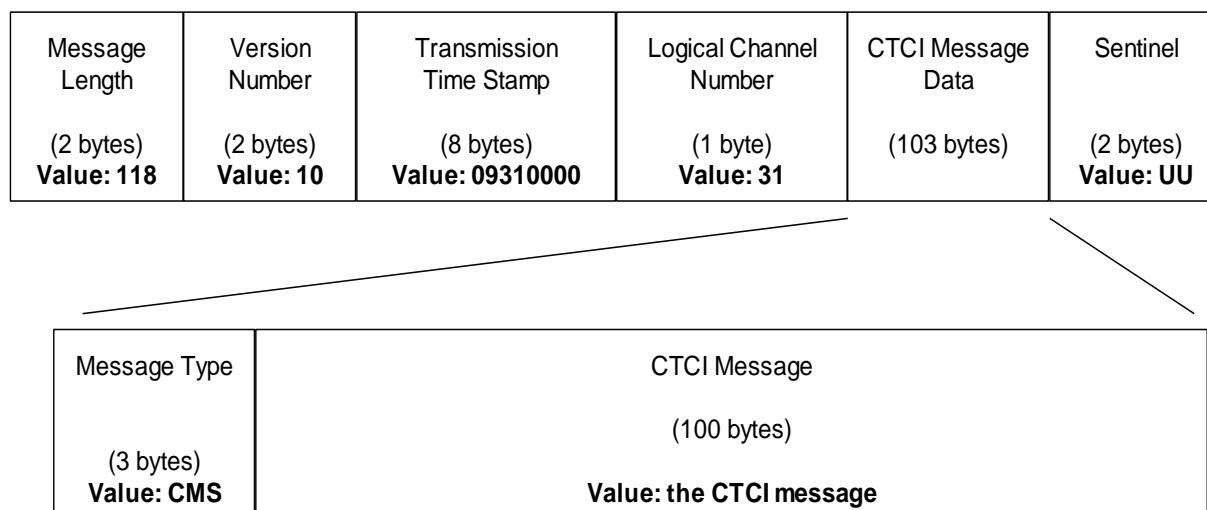 Message Length
(2 bytes)
Value: 118
Version Number
(2 bytes)
Value: 10
Transmission Time Stamp
(8 bytes)
Value: 09310000
Logical Channel Number
(1 byte)
Value: 31
CTCI Message Data
(103 bytes)
Sentinel
(2 bytes)
Value: UU
Message Type
(3 bytes)
Value: CMS
CTCI Message
(100 bytes)
Value: the CTCI message